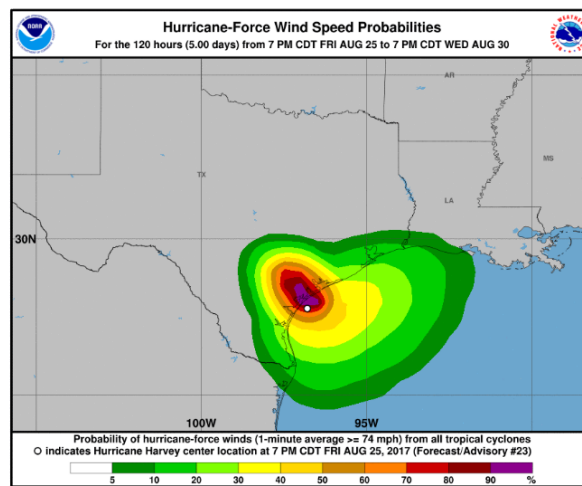 NOAA
Hurricane-Force Wind Speed Probabilities
For the 120 hours (5.00 days) from 7 PM CDT FRI AUG 25 to 7 PM CDT WED AUG 30
AR
MS
TX
LA
30N
100W 95W
Probability of hurricane-force winds (1-minute average >= 74 mph) from all tropical cyclones
indicates Hurricane Harvey center location at 7 PM CDT FRI AUG 25, 2017 (Forecast/Advisory #23)
5 10 20 30 40 50 60 70 80 90 %